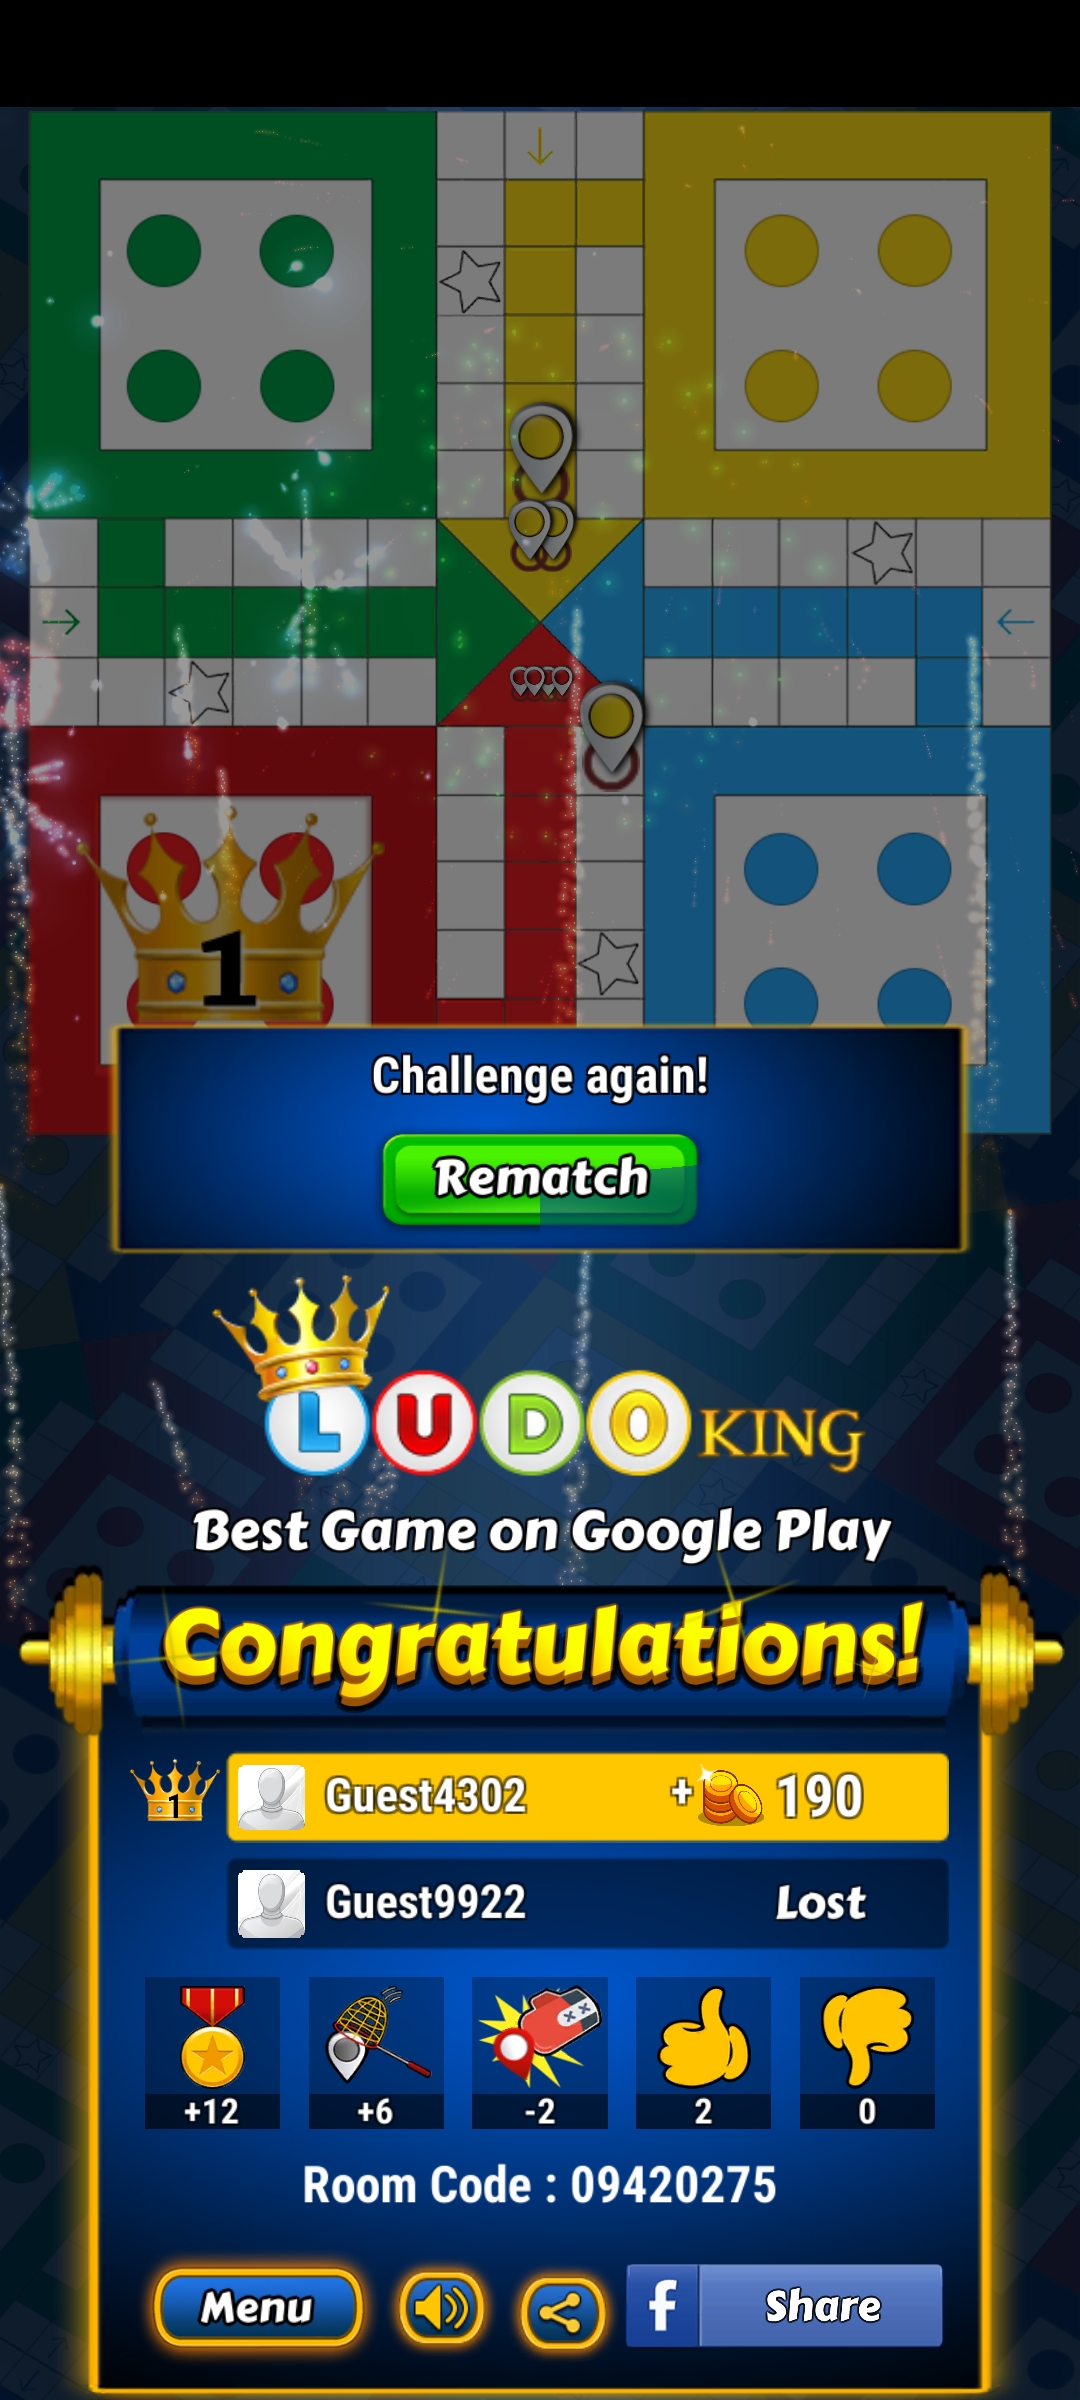 1
Challenge again!
Rematch
LUDO KING
Best Game on Google Play
Congratulations!
1 Guest4302 + 190
Guest9922 Lost
+12 +6 -2 2 0
Room Code : 09420275
Menu f Share